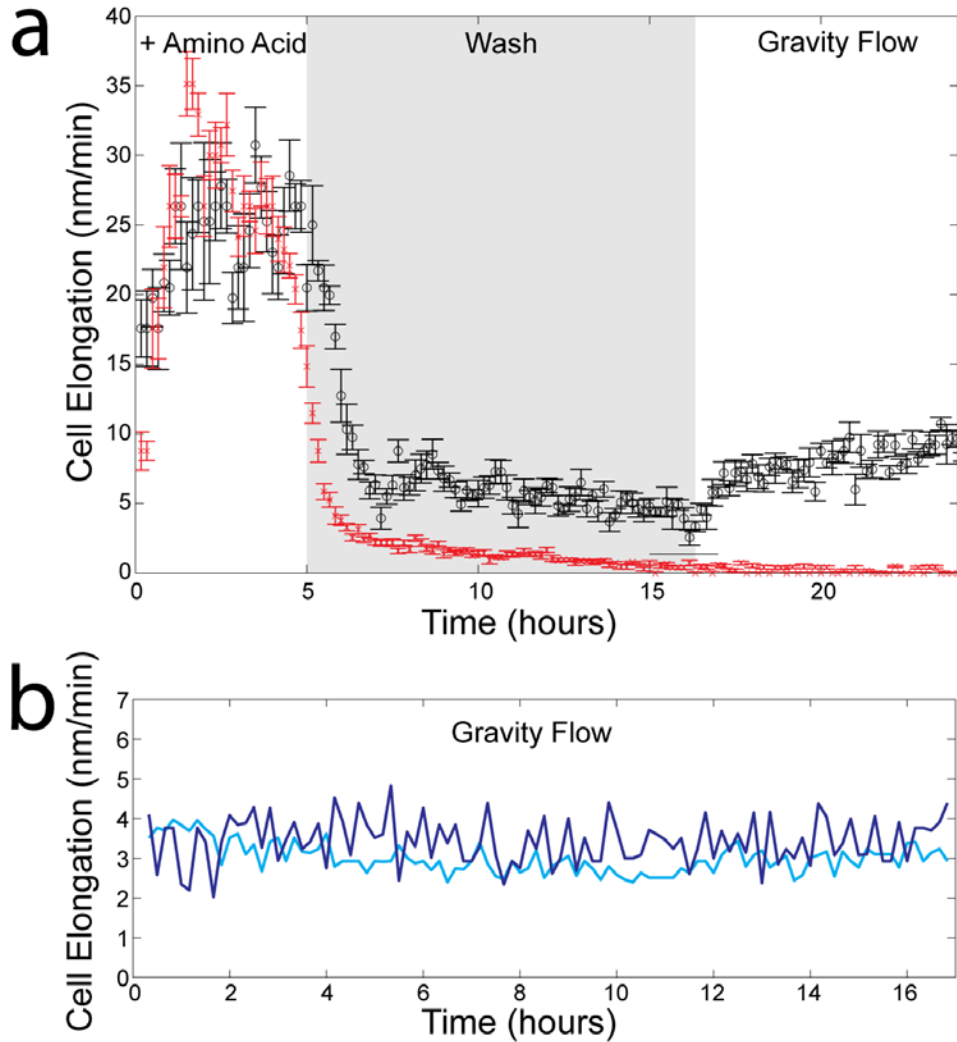 a
+ Amino Acid Wash Gravity Flow
40
35
30
25
20
15
10
5
0
Cell Elongation (nm/min)
0 5 10 15 20
Time (hours)
b
Gravity Flow
7
6
5
4
3
2
1
0
Cell Elongation (nm/min)
0 2 4 6 8 10 12 14 16
Time (hours)